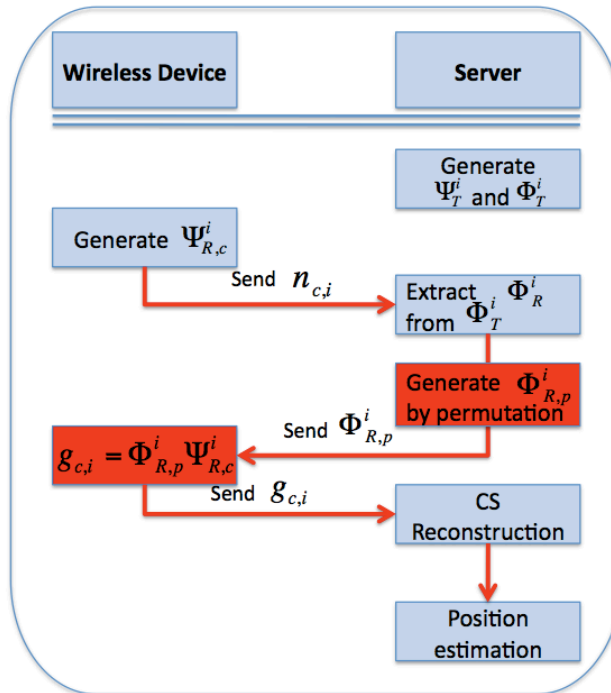 Wireless Device
Server
Generate
Ψ_T^i and Φ_T^i
Generate Ψ_{R,c}^i
Send n_{c,i}
Extract Φ_R^i
from Φ_T^i
Generate Φ_{R,p}^i
by permutation
Send Φ_{R,p}^i
g_{c,i} = Φ_{R,p}^i Ψ_{R,c}^i
Send g_{c,i}
CS
Reconstruction
Position
estimation